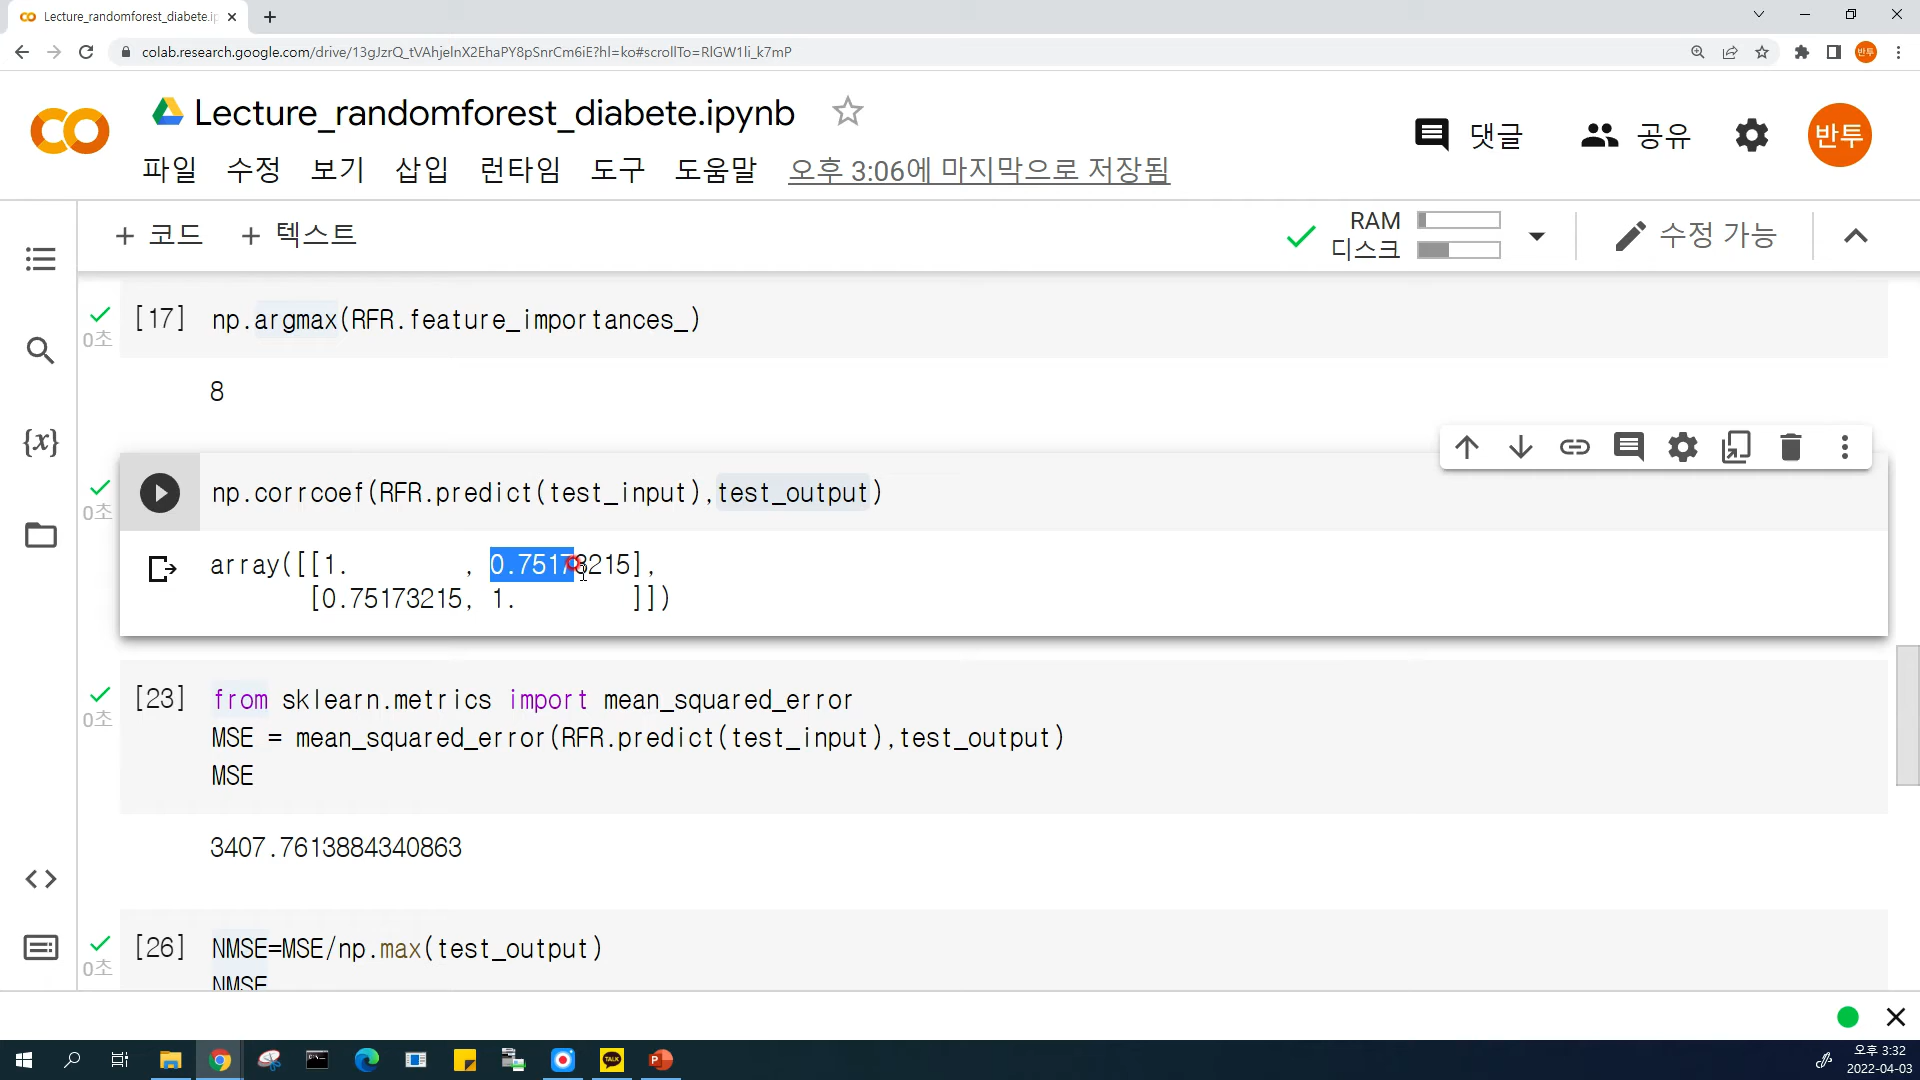 Lecture_randomforest_diabete.ip
colab.research.google.com/drive/13gJzrQ_tVAhjeInX2EhaPY8pSnrCm6iE?hl=ko#scrollTo=RlGW1li_k7mP
반투
Lecture_randomforest_diabete.ipynb
댓글
공유
반투
파일 수정 보기 삽입 런타임 도구 도움말 오후 3:06에 마지막으로 저장됨
+ 코드 + 텍스트
RAM
디스크
수정 가능
[17] np.argmax(RFR.feature_importances_)
0초
8
{x}
np.corrcoef(RFR.predict(test_input),test_output)
0초
array([[1.        , 0.75173215],
[0.75173215, 1.        ]])
[23] from sklearn.metrics import mean_squared_error
0초
MSE = mean_squared_error(RFR.predict(test_input),test_output)
MSE
3407.7613884340863
[26] NMSE=MSE/np.max(test_output)
0초
NMSE
TALK
P
오후 3:32
2022-04-03